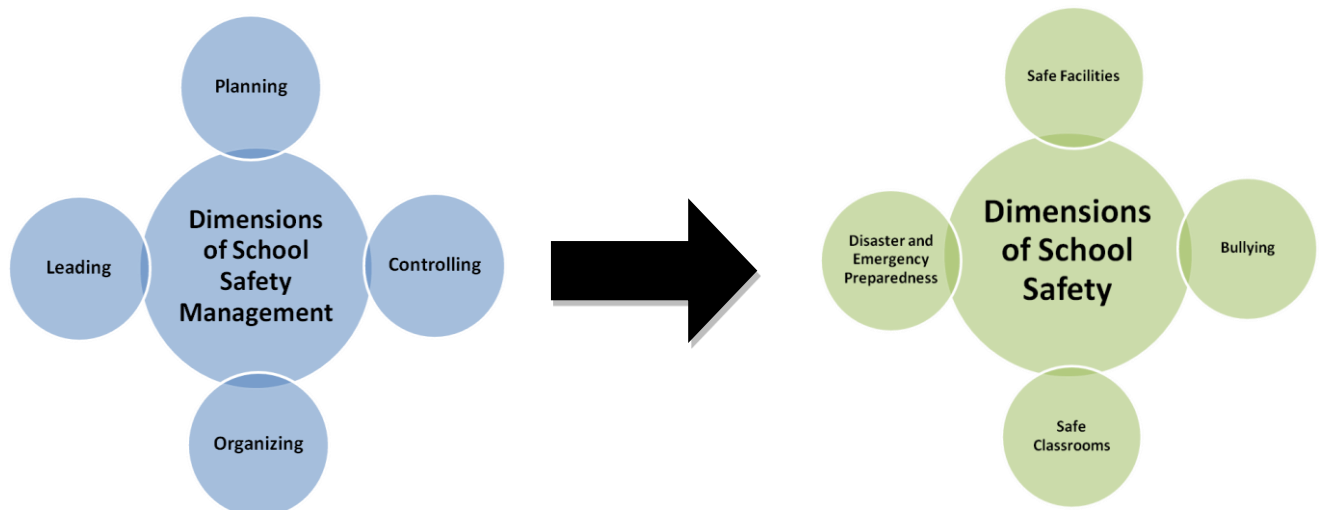 Planning
Leading
Dimensions
of School
Safety
Management
Controlling
Organizing
Safe Facilities
Disaster and
Emergency
Preparedness
Dimensions
of School
Safety
Bullying
Safe
Classrooms